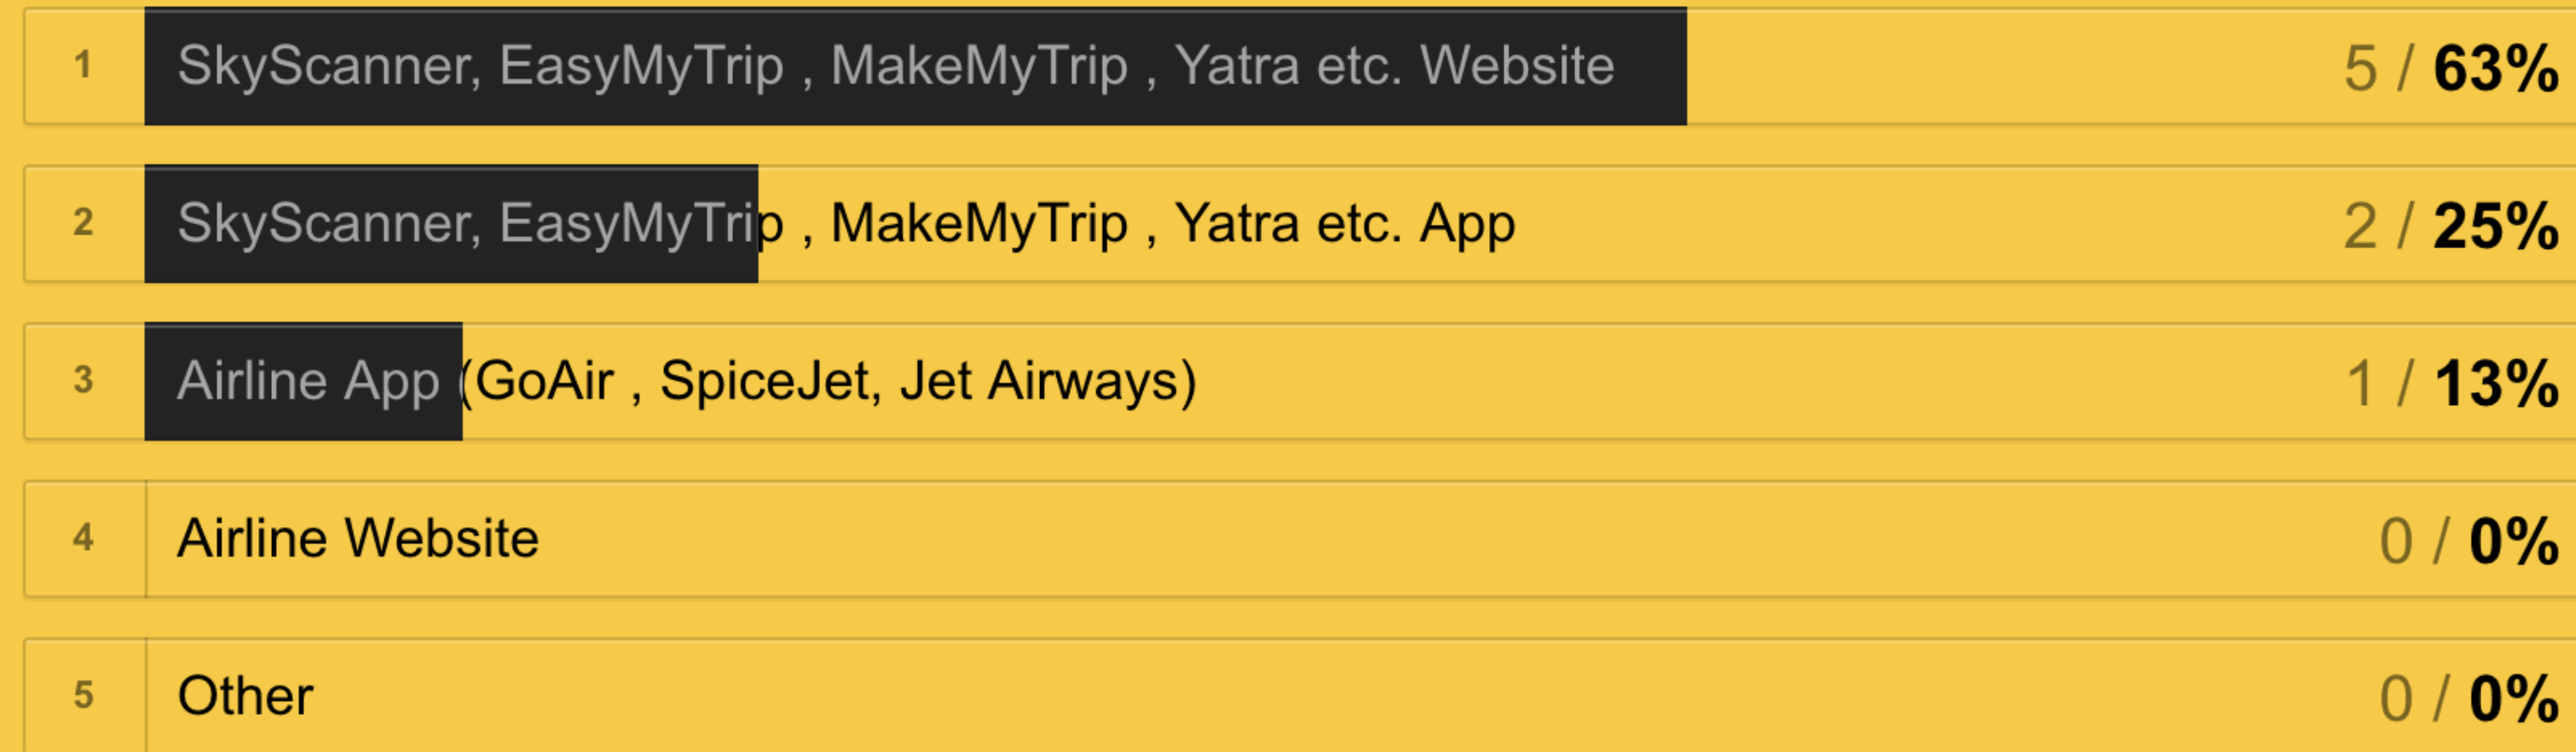 1 SkyScanner, EasyMyTrip , MakeMyTrip , Yatra etc. Website 5 / 63%
2 SkyScanner, EasyMyTrip , MakeMyTrip , Yatra etc. App 2 / 25%
3 Airline App (GoAir , SpiceJet, Jet Airways) 1 / 13%
4 Airline Website 0 / 0%
5 Other 0 / 0%